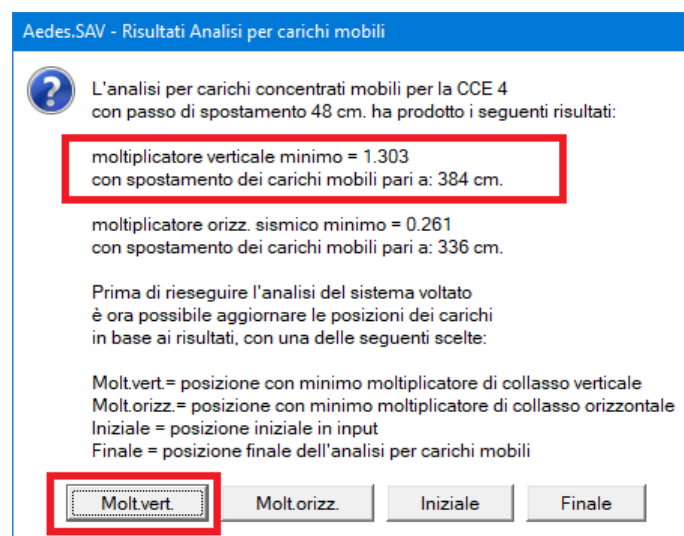 Aedes.SAV - Risultati Analisi per carichi mobili
L'analisi per carichi concentrati mobili per la CCE 4
con passo di spostamento 48 cm. ha prodotto i seguenti risultati:
moltiplicatore verticale minimo = 1.303
con spostamento dei carichi mobili pari a: 384 cm.
moltiplicatore orizz. sismico minimo = 0.261
con spostamento dei carichi mobili pari a: 336 cm.
Prima di rieseguire l'analisi del sistema voltato
è ora possibile aggiornare le posizioni dei carichi
in base ai risultati, con una delle seguenti scelte:
Molt.vert.= posizione con minimo moltiplicatore di collasso verticale
Molt.orizz.= posizione con minimo moltiplicatore di collasso orizzontale
Iniziale = posizione iniziale in input
Finale = posizione finale dell'analisi per carichi mobili
Molt.vert. Molt.orizz. Iniziale Finale